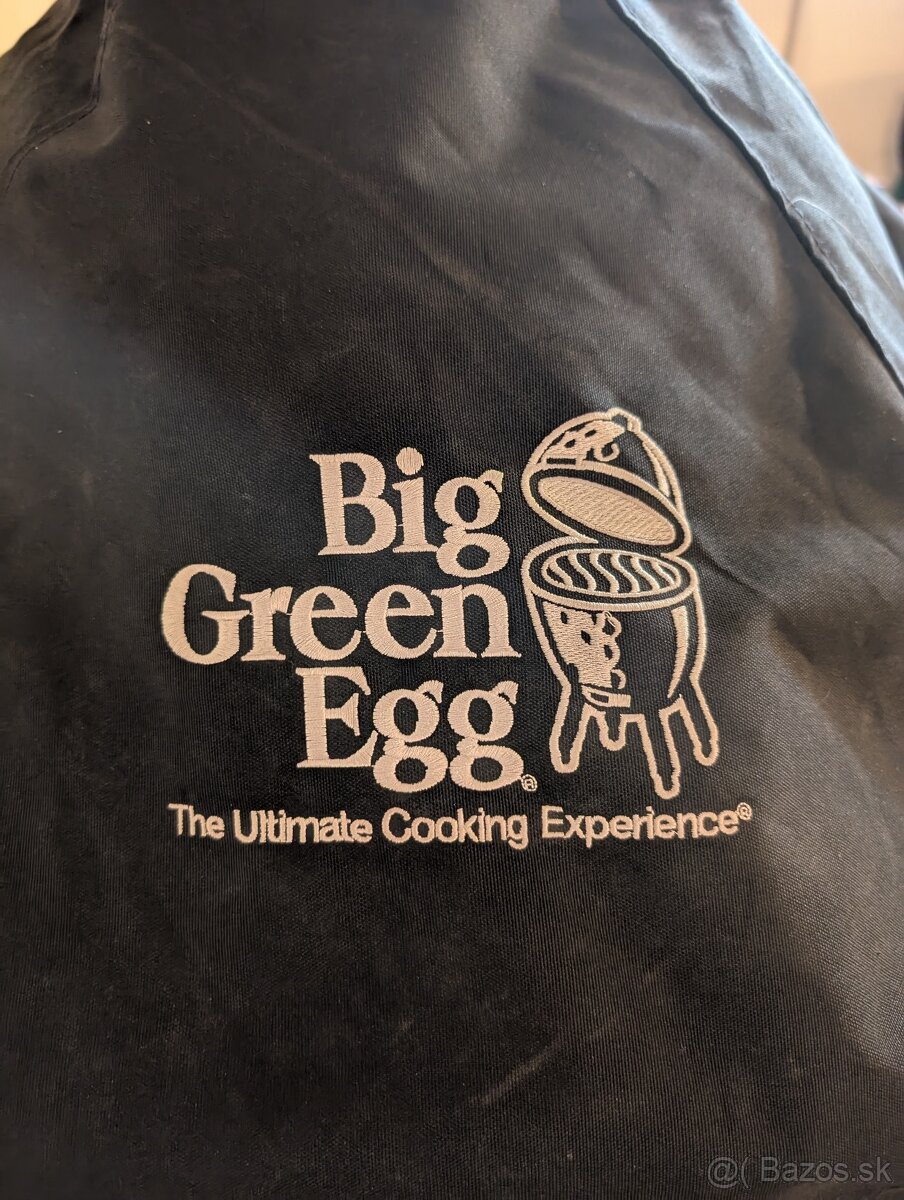 Big
Green
Egg®
The Ultimate Cooking Experience®
@( Bazos.sk